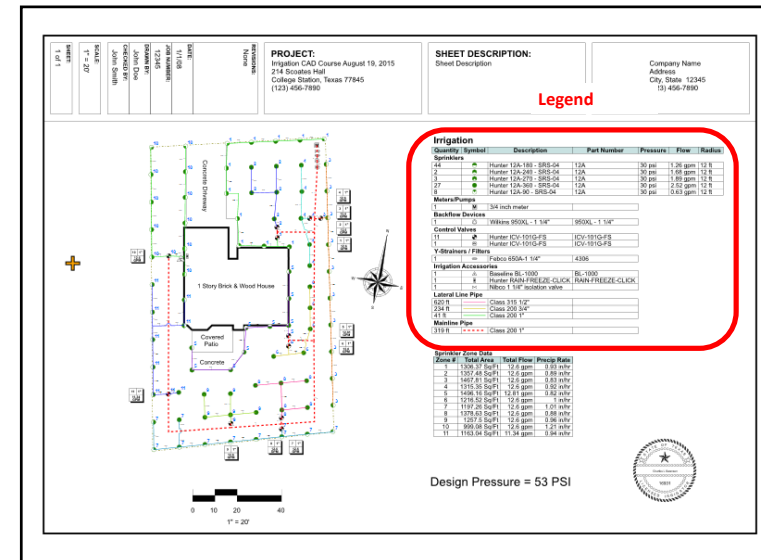 SHEET:
1 of 1
SCALE:
1" = 20'
CHECKED BY:
John Smith
DRAWN BY:
John Doe
JOB NUMBER:
12345
DATE:
1/1/08
REVISIONS:
None
PROJECT:
Irrigation CAD Course August 19, 2015
214 Scoates Hall
College Station, Texas 77845
(123) 456-7890
SHEET DESCRIPTION:
Sheet Description
Company Name
Address
City, State 12345
!3) 456-7890
Legend
Concrete Driveway
1 Story Brick & Wood House
Covered
Patio
Concrete
0 10 20 40
1" = 20'
Irrigation
Quantity Symbol Description Part Number Pressure Flow Radius
Sprinklers
44 Hunter 12A-180 - SRS-04 12A 30 psi 1.26 gpm 12 ft
2 Hunter 12A-240 - SRS-04 12A 30 psi 1.68 gpm 12 ft
3 Hunter 12A-275 - SRS-04 12A 30 psi 1.89 gpm 12 ft
27 Hunter 12A-360 - SRS-04 12A 30 psi 2.52 gpm 12 ft
8 Hunter 12A-90 - SRS-04 12A 30 psi 0.63 gpm 12 ft
Meters/Pumps
1 M 3/4 inch meter
Backflow Devices
1 Wilkins 950XL - 1 1/4" 950XL - 1 1/4"
Control Valves
11 Hunter ICV-101G-FS ICV-101G-FS
1 Hunter ICV-101G-FS ICV-101G-FS
Y-Strainers / Filters
1 Febco 650A-1 1/4" 4306
Irrigation Accessories
1 Baseline BL-1000 BL-1000
1 Hunter RAIN-FREEZE-CLICK RAIN-FREEZE-CLICK
1 Nibco 1 1/4" isolation valve
Lateral Line Pipe
620 ft Class 315 1/2"
234 ft Class 200 3/4"
41 ft Class 200 1"
Mainline Pipe
319 ft Class 200 1"
Sprinkler Zone Data
Zone # Total Area Total Flow Precip Rate
1 1306.37 Sq/Ft 12.6 gpm 0.93 in/hr
2 1357.48 Sq/Ft 12.6 gpm 0.89 in/hr
3 1467.81 Sq/Ft 12.6 gpm 0.83 in/hr
4 1315.35 Sq/Ft 12.6 gpm 0.92 in/hr
5 1496.16 Sq/Ft 12.81 gpm 0.82 in/hr
6 1216.52 Sq/Ft 12.6 gpm 1 in/hr
7 1197.26 Sq/Ft 12.6 gpm 1.01 in/hr
8 1378.63 Sq/Ft 12.6 gpm 0.88 in/hr
9 1257.5 Sq/Ft 12.6 gpm 0.96 in/hr
10 999.08 Sq/Ft 12.6 gpm 1.21 in/hr
11 1163.04 Sq/Ft 11.34 gpm 0.94 in/hr
Design Pressure = 53 PSI
STATE OF TEXAS
LICENSED IRRIGATOR